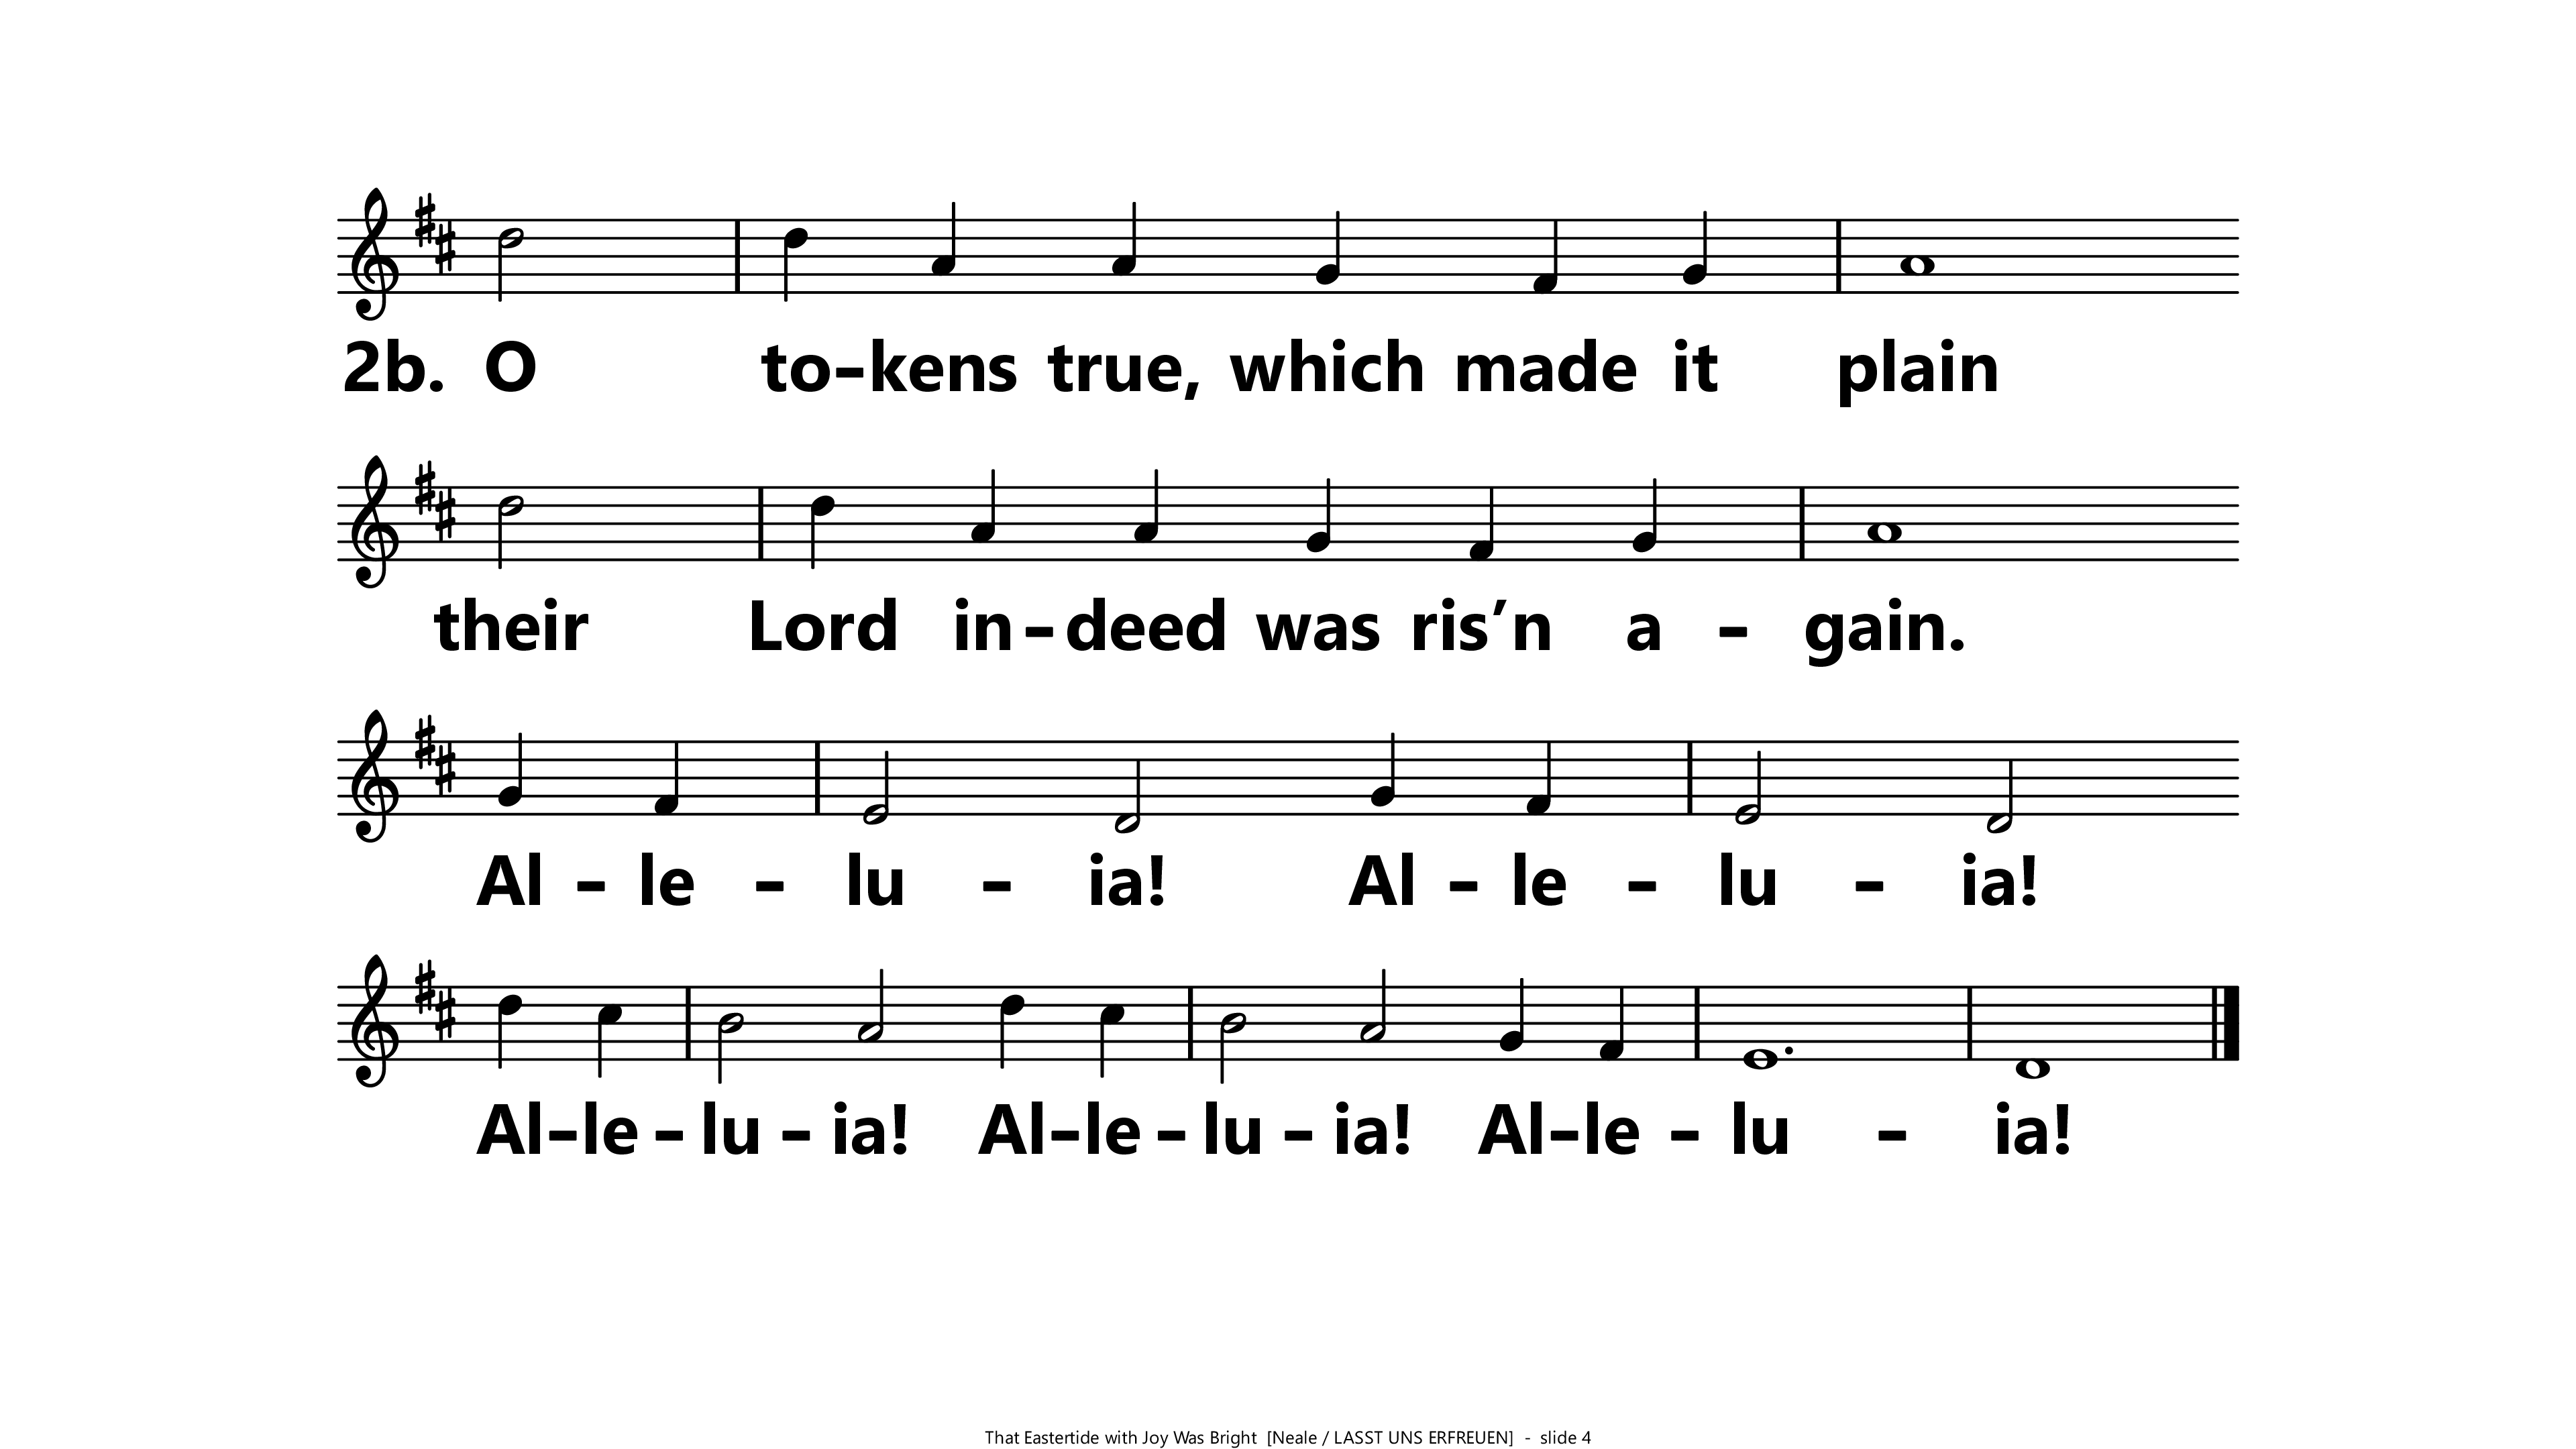 2b. O to-kens true, which made it plain
their Lord in-deed was ris’n a - gain.
Al - le - lu - ia! Al - le - lu - ia!
Al-le - lu - ia! Al-le - lu - ia! Al-le - lu - ia!
That Eastertide with Joy Was Bright [Neale / LASST UNS ERFREUEN] - slide 4